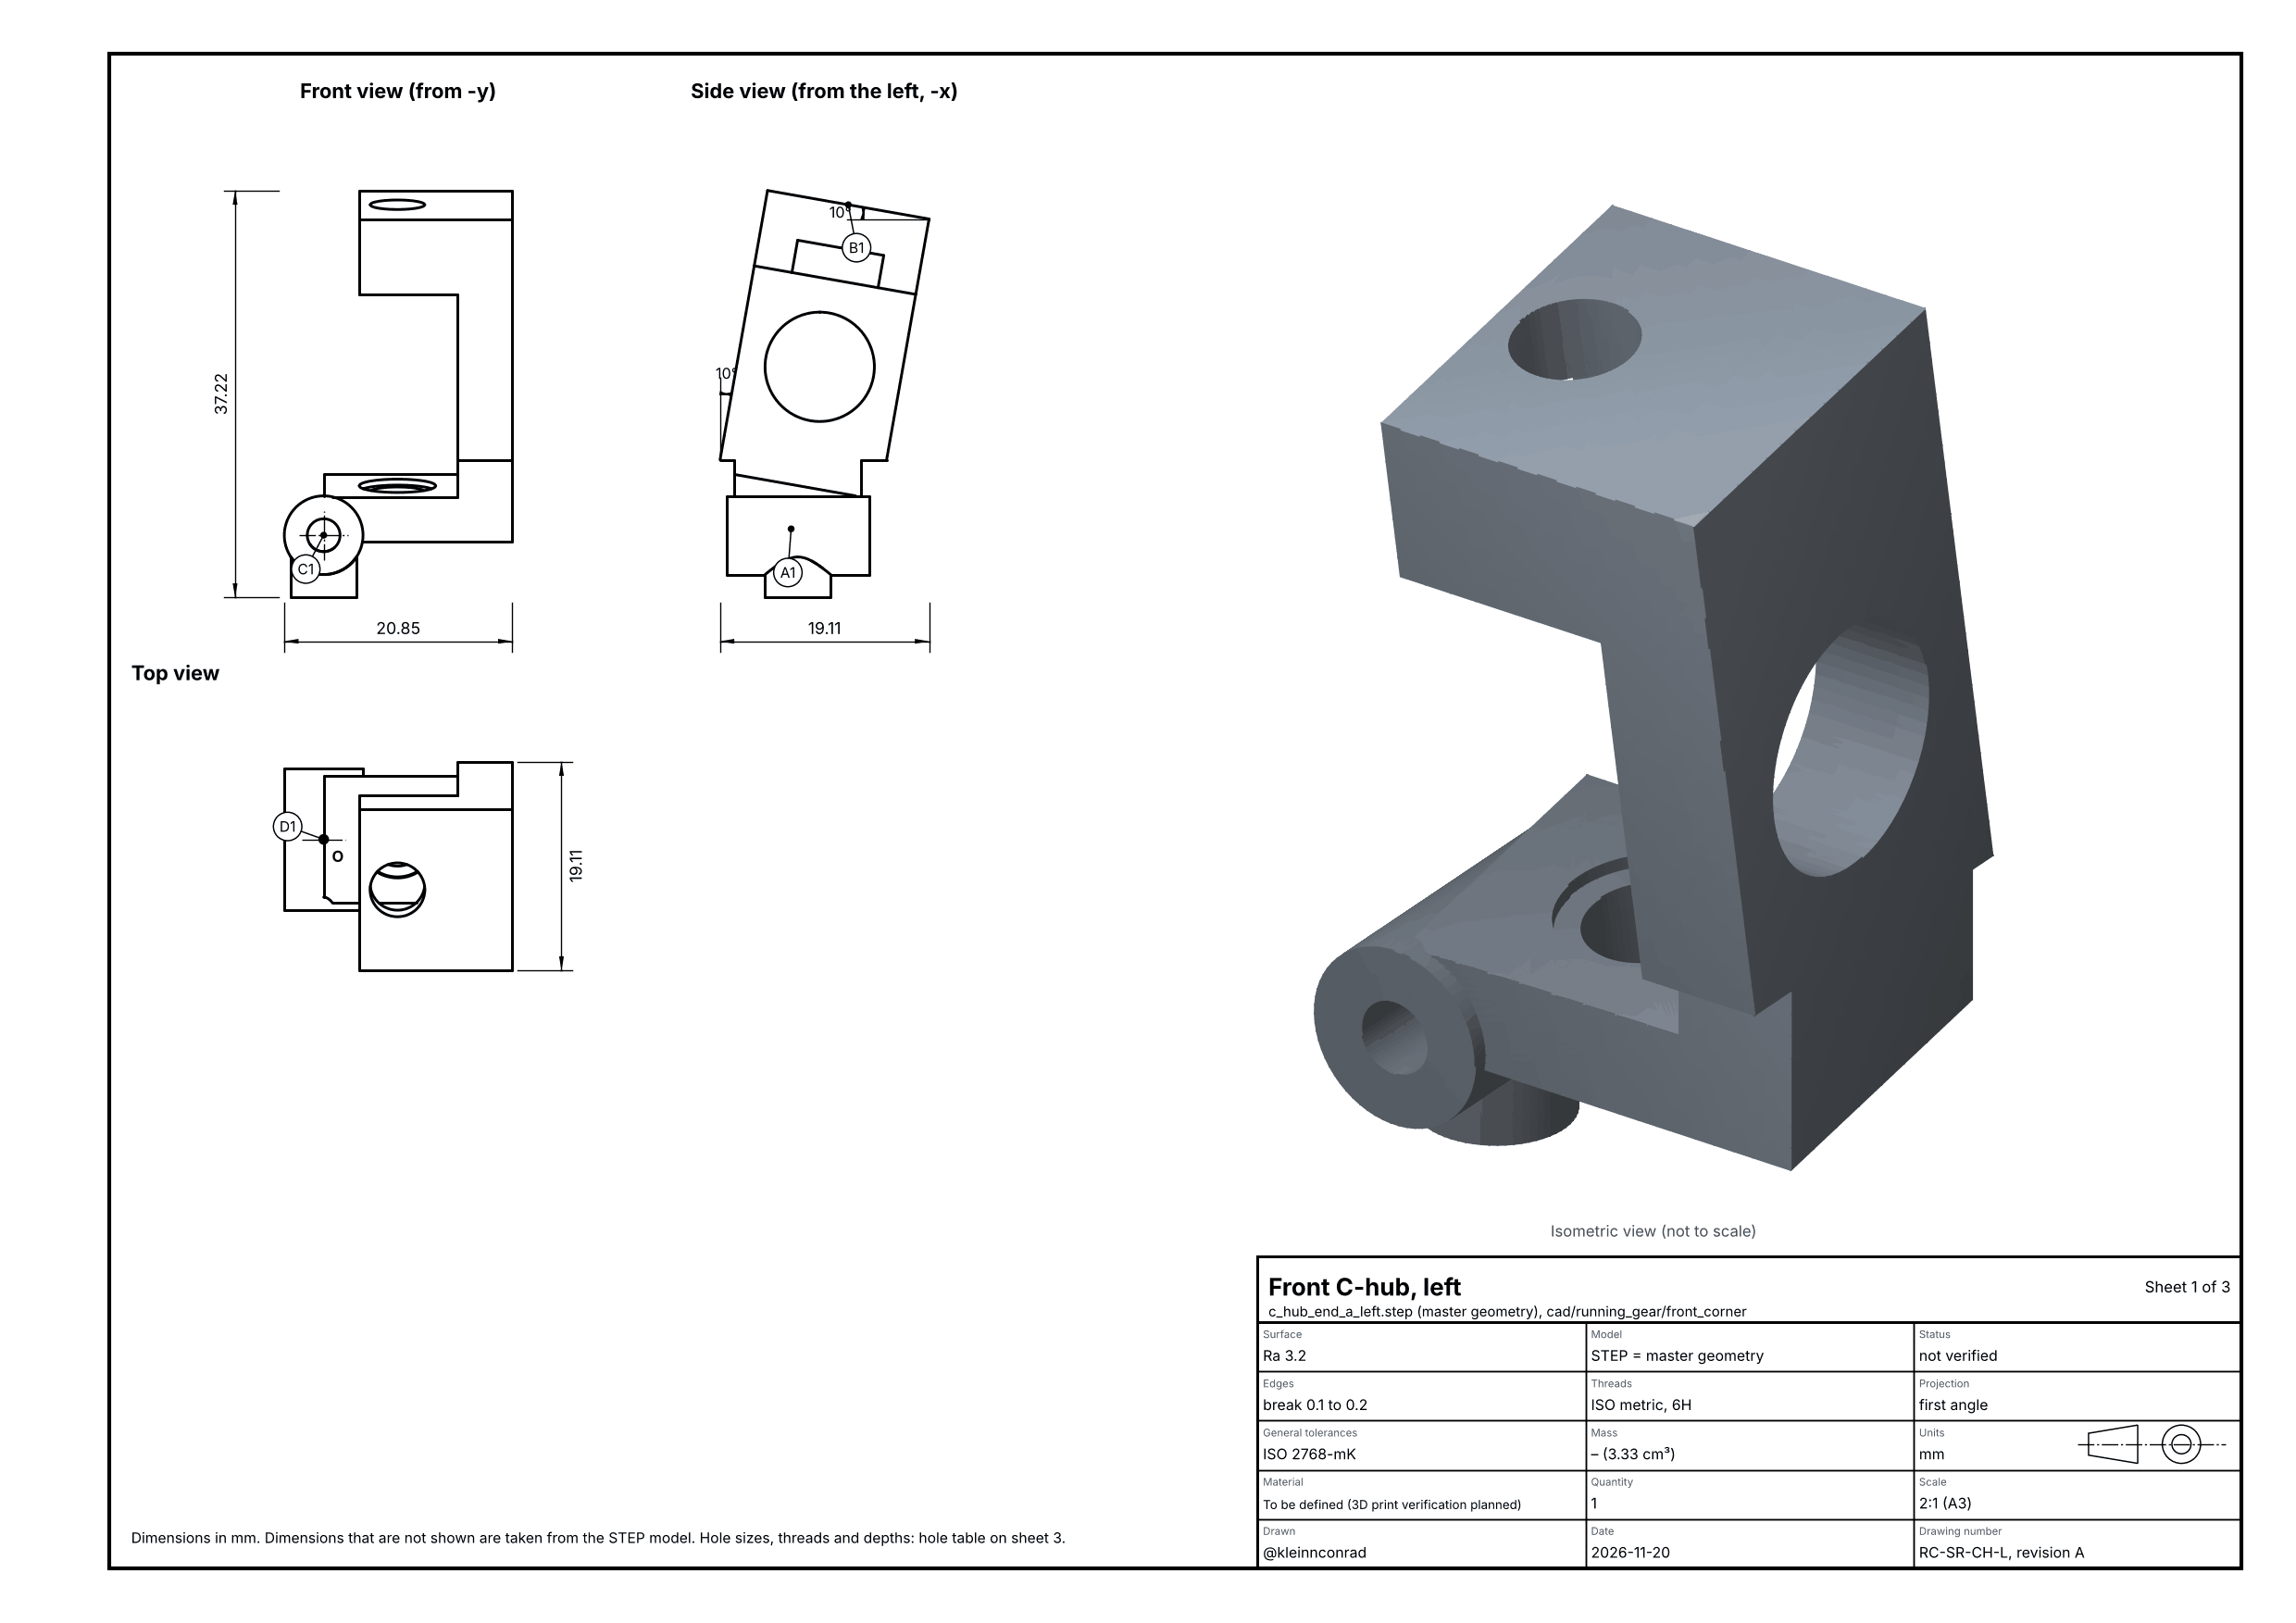 Front view (from -y)
Side view (from the left, -x)
10°
B1
10°
37.22
C1
A1
20.85
19.11
Top view
D1
O
19.11
Isometric view (not to scale)
Front C-hub, left
Sheet 1 of 3
c_hub_end_a_left.step (master geometry), cad/running_gear/front_corner
Surface
Model
Status
Ra 3.2
STEP = master geometry
not verified
Edges
Threads
Projection
break 0.1 to 0.2
ISO metric, 6H
first angle
General tolerances
Mass
Units
ISO 2768-mK
– (3.33 cm³)
mm
Material
Quantity
Scale
To be defined (3D print verification planned)
1
2:1 (A3)
Drawn
Date
Drawing number
@kleinnconrad
2026-11-20
RC-SR-CH-L, revision A
Dimensions in mm. Dimensions that are not shown are taken from the STEP model. Hole sizes, threads and depths: hole table on sheet 3.